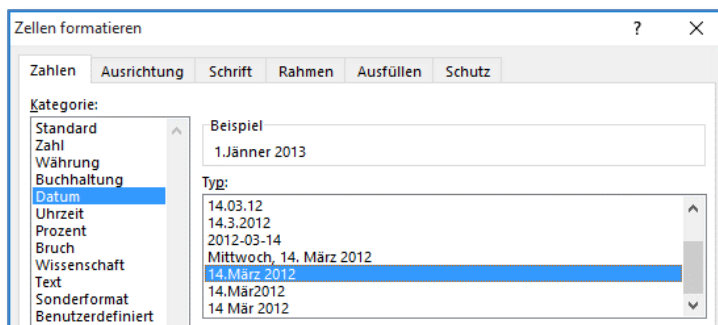 Zellen formatieren ? ×
Zahlen Ausrichtung Schrift Rahmen Ausfüllen Schutz
Kategorie:
Standard
Zahl
Währung
Buchhaltung
Datum
Uhrzeit
Prozent
Bruch
Wissenschaft
Text
Sonderformat
Benutzerdefiniert
Beispiel
1.Jänner 2013
Typ:
14.03.12
14.3.2012
2012-03-14
Mittwoch, 14. März 2012
14.März 2012
14.Mär2012
14 Mär 2012